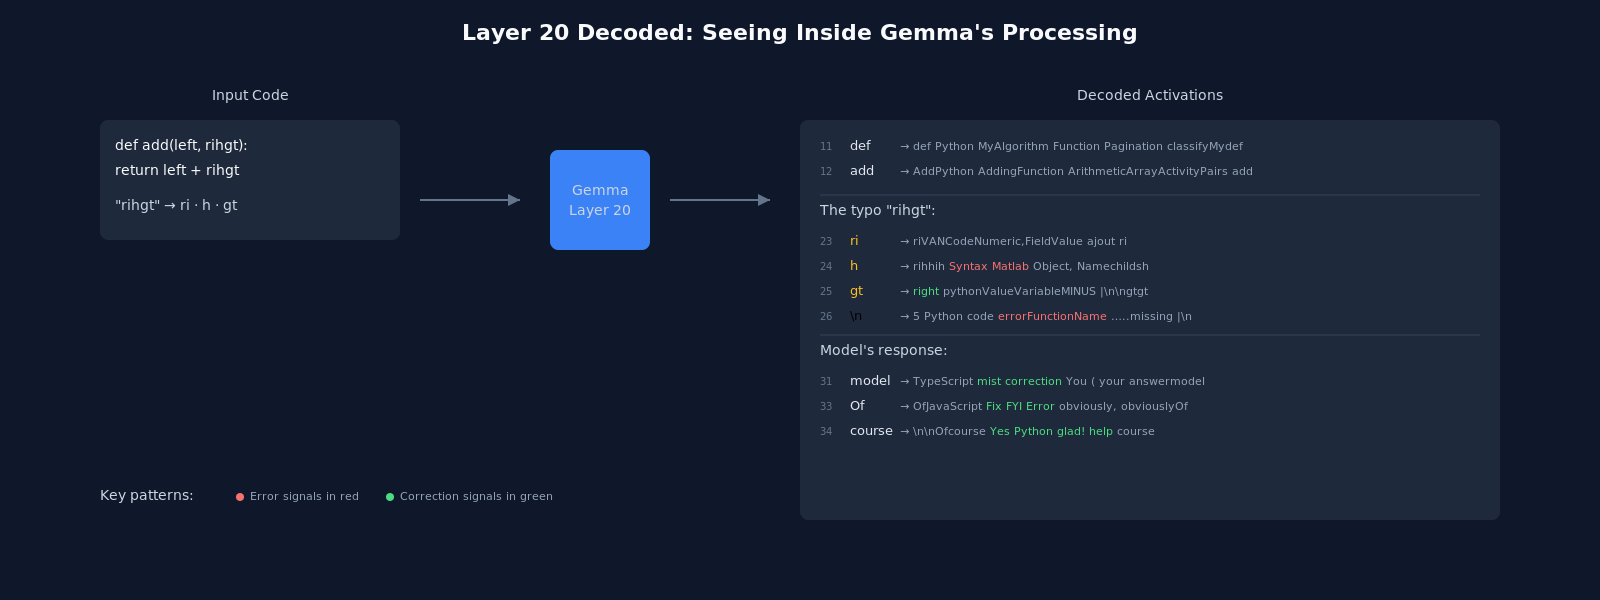 Layer 20 Decoded: Seeing Inside Gemma's Processing
Input Code
def add(left, rihgt):
return left + rihgt
"rihgt" → ri · h · gt
Gemma
Layer 20
Decoded Activations
11 def → def Python MyAlgorithm Function Pagination classifyMydef
12 add → AddPython AddingFunction ArithmeticArrayActivityPairs add
The typo "rihgt":
23 ri → riVANCodeNumeric,FieldValue ajout ri
24 h → rihhih Syntax Matlab Object, Namechildsh
25 gt → right pythonValueVariableMINUS |\n\ngtgt
26 \n → 5 Python code errorFunctionName .....missing |\n
Model's response:
31 model → TypeScript mist correction You ( your answermodel
33 Of → OfJavaScript Fix FYI Error obviously, obviouslyOf
34 course → \n\nOfcourse Yes Python glad! help course
Key patterns:
Error signals in red
Correction signals in green